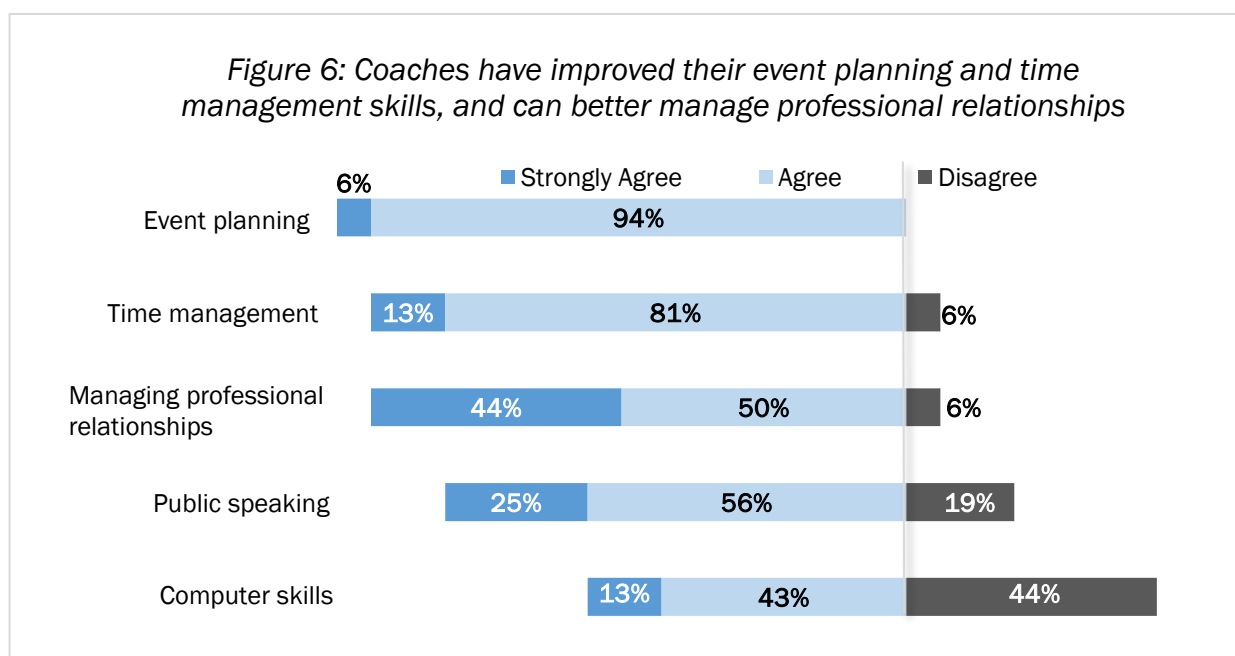 Figure 6: Coaches have improved their event planning and time
management skills, and can better manage professional relationships
Strongly Agree Agree Disagree
6%
Event planning 94%
Time management 13% 81% 6%
Managing professional
relationships 44% 50% 6%
Public speaking 25% 56% 19%
Computer skills 13% 43% 44%